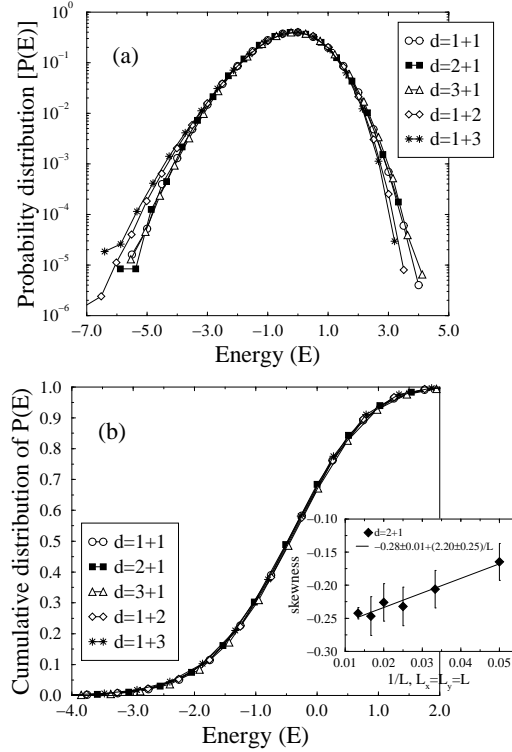 10⁰
10⁻¹
10⁻²
10⁻³
10⁻⁴
10⁻⁵
10⁻⁶
Probability distribution [P(E)]
(a)
d=1+1
d=2+1
d=3+1
d=1+2
d=1+3
−7.0 −5.0 −3.0 −1.0 1.0 3.0 5.0
Energy (E)
1.0
0.9
0.8
0.7
0.6
0.5
0.4
0.3
0.2
0.1
0.0
Cumulative distribution of P(E)
(b)
d=1+1
d=2+1
d=3+1
d=1+2
d=1+3
−4.0 −3.0 −2.0 −1.0 0.0 1.0 2.0
Energy (E)
−0.10
−0.15
−0.20
−0.25
−0.30
skewness
d=2+1
−0.28±0.01+(2.20±0.25)/L
0.01 0.02 0.03 0.04 0.05
1/L, Lₓ=L_y=L